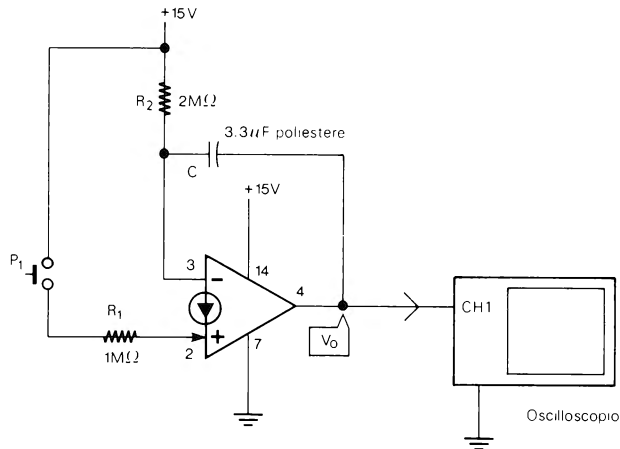 +15V
R2
2MΩ
3.3μF poliestere
C
+15V
P1
3
-
14
4
R1
1MΩ
+
2
7
Vo
CH1
Oscilloscopio